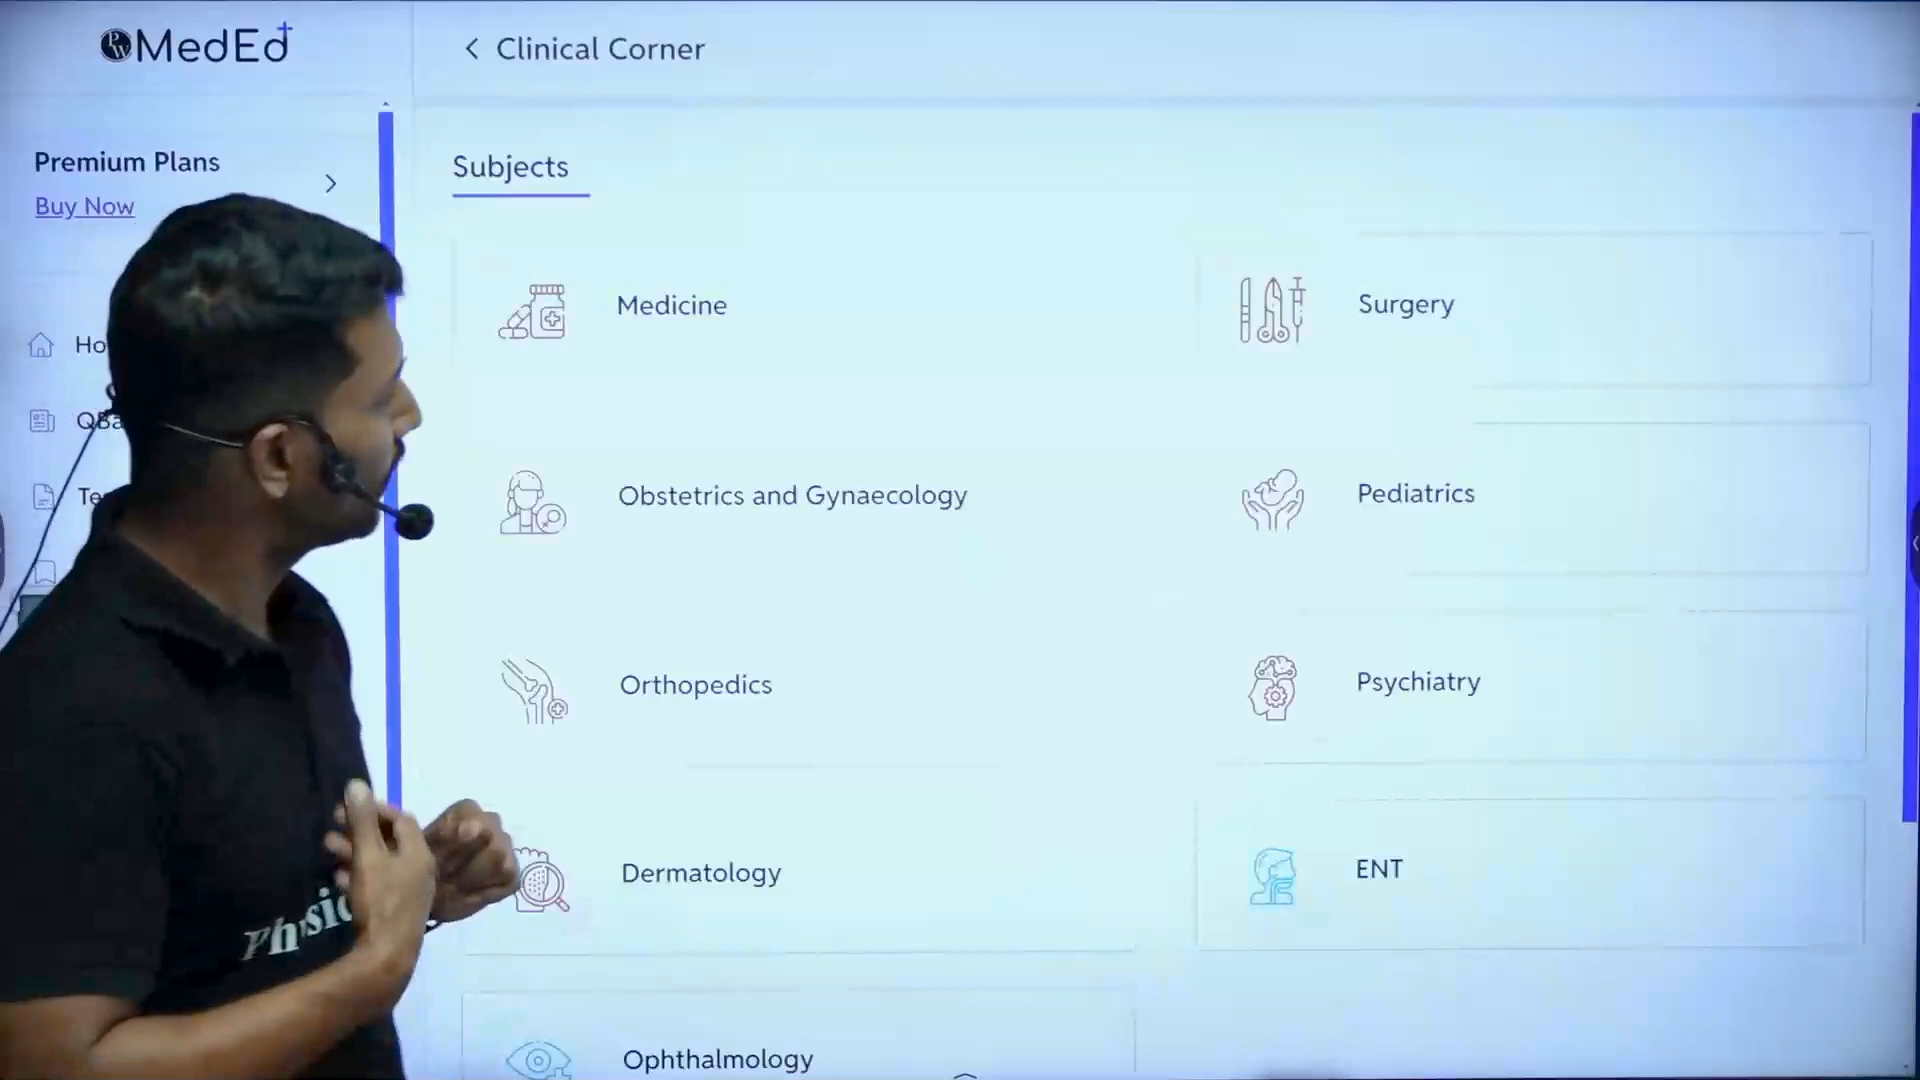 PW MedEd
Clinical Corner
Premium Plans
Buy Now
Subjects
Medicine
Surgery
Obstetrics and Gynaecology
Pediatrics
Orthopedics
Psychiatry
Dermatology
ENT
Ophthalmology